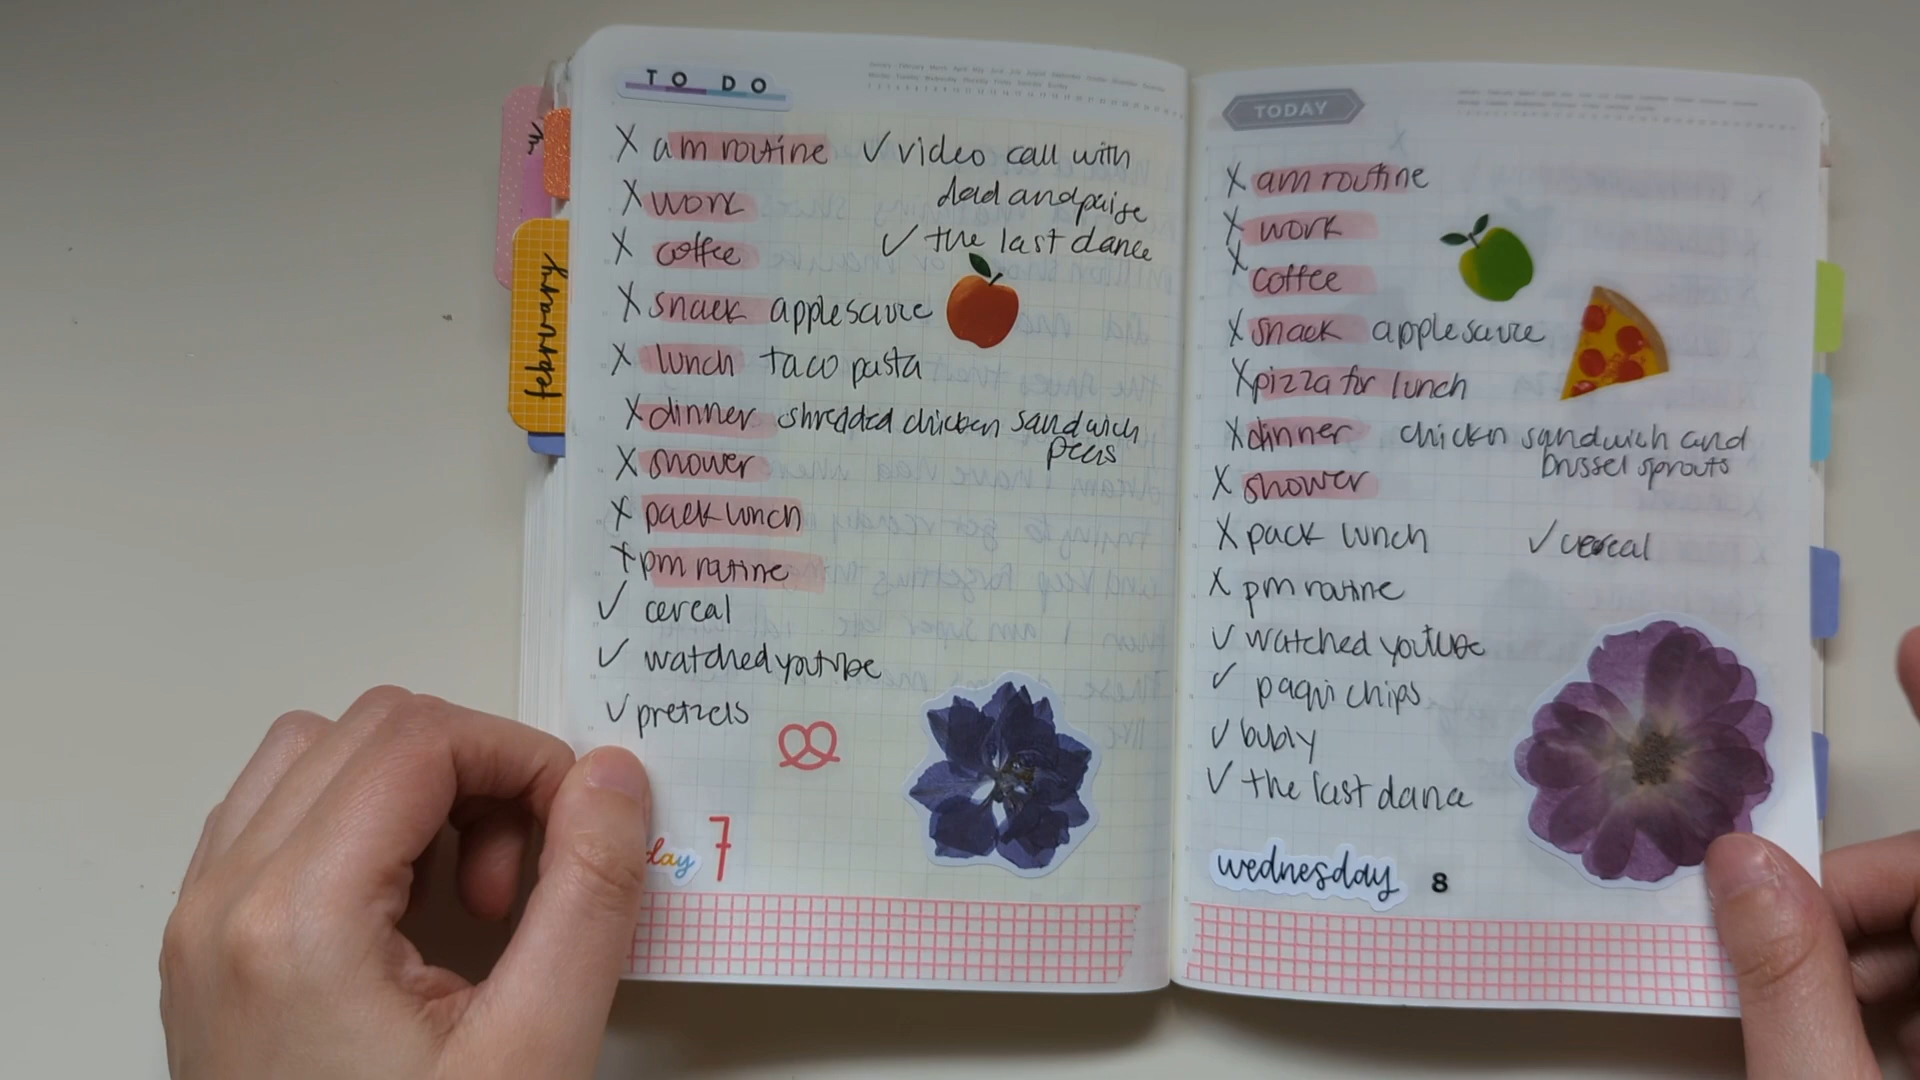 TO DO
X am routine
X work
X coffee
X snack applesauce
X lunch taco pasta
X dinner shredded chicken sandwich
peas
X shower
X pack lunch
X pm routine
✓ cereal
✓ watched youtube
✓ pretzels
✓ video call with
dad and paige
✓ the last dance
day 7
TODAY
X am routine
X work
X coffee
X snack applesauce
X pizza for lunch
X dinner chickn sandwich and
brussel sprouts
X shower
X pack lunch
X pm routine
✓ watched youtube
✓ paqui chips
✓ bubly
✓ the last dance
✓ cereal
wednesday 8
February